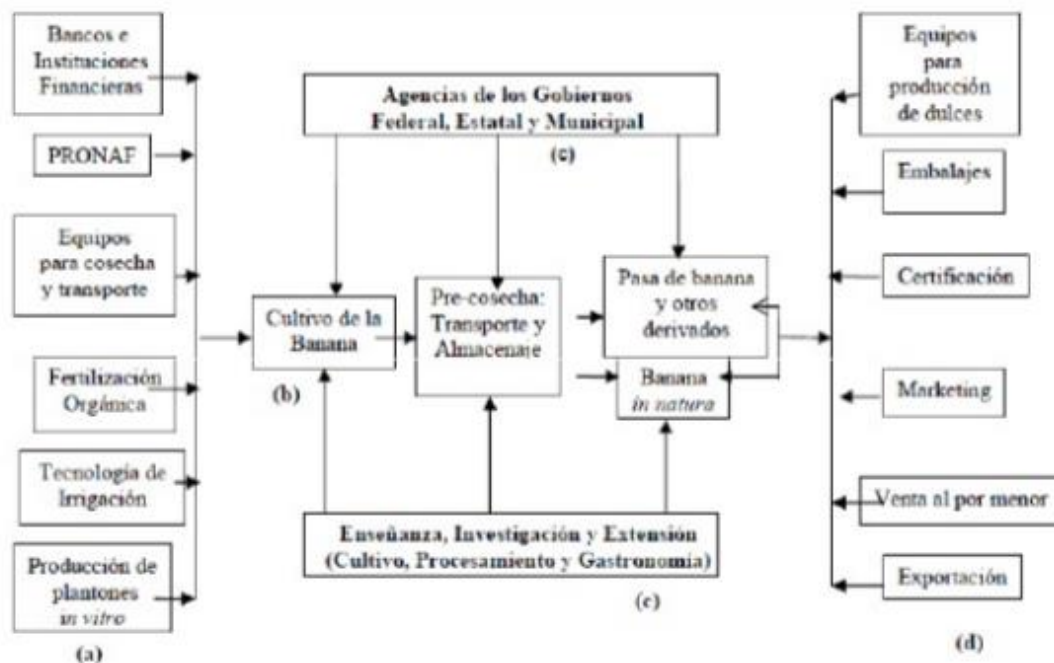 Bancos e
Instituciones
Financieras
PRONAF
Equipos
para cosecha
y transporte
Fertilización
Orgánica
Tecnología de
Irrigación
Producción de
plantones
in vitro
(a)
Agencias de los Gobiernos
Federal, Estatal y Municipal
(c)
Cultivo de la
Banana
(b)
Pre-cosecha:
Transporte y
Almacenaje
Pasa de banana
y otros
derivados
Banana
in natura
Enseñanza, Investigación y Extensión
(Cultivo, Procesamiento y Gastronomía)
(c)
Equipos
para
producción
de dulces
Embalajes
Certificación
Marketing
Venta al por menor
Exportación
(d)